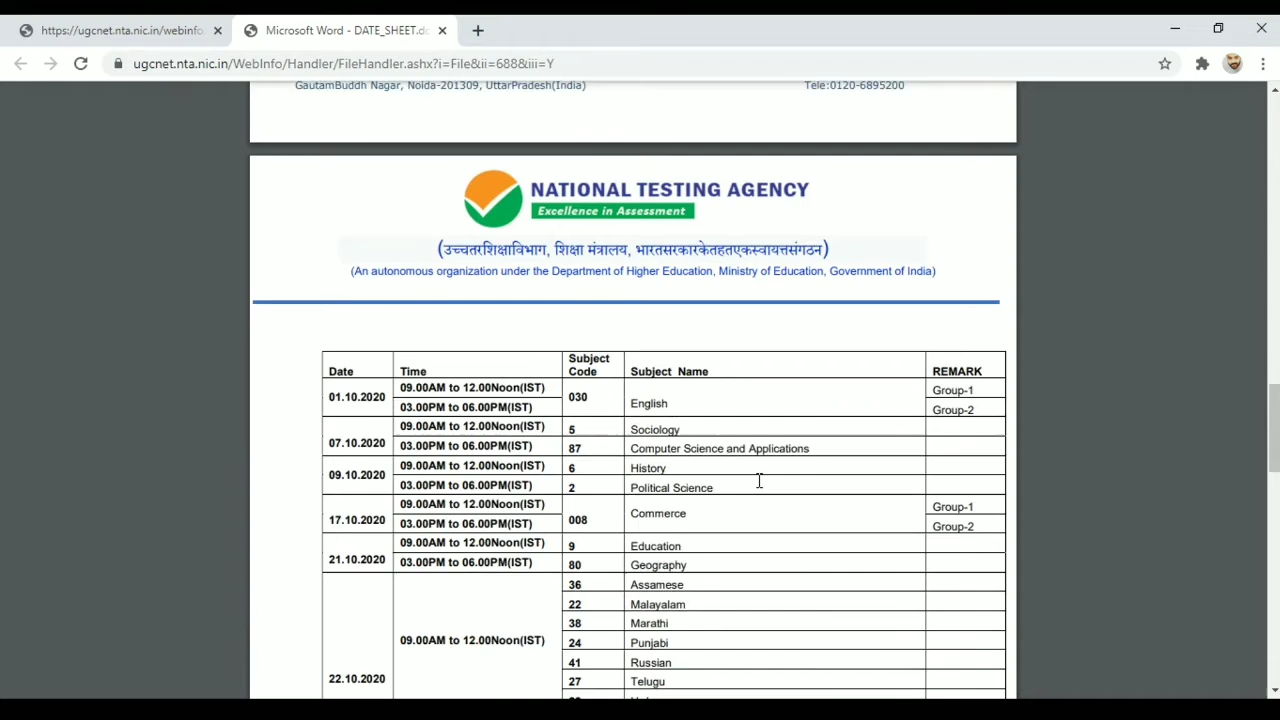 https://ugcnet.nta.nic.in/webinfo
Microsoft Word - DATE_SHEET.do
ugcnet.nta.nic.in/WebInfo/Handler/FileHandler.ashx?i=File&ii=688&iii=Y
GautamBuddh Nagar, Noida-201309, UttarPradesh(India) Tele:0120-6895200
NATIONAL TESTING AGENCY
Excellence in Assessment
(उच्चतरशिक्षाविभाग, शिक्षा मंत्रालय, भारतसरकारकेतहतएकस्वायत्तसंगठन)
(An autonomous organization under the Department of Higher Education, Ministry of Education, Government of India)
Date Time Subject Code Subject Name REMARK
01.10.2020 09.00AM to 12.00Noon(IST) 030 English Group-1
03.00PM to 06.00PM(IST) Group-2
07.10.2020 09.00AM to 12.00Noon(IST) 5 Sociology
03.00PM to 06.00PM(IST) 87 Computer Science and Applications
09.10.2020 09.00AM to 12.00Noon(IST) 6 History
03.00PM to 06.00PM(IST) 2 Political Science
17.10.2020 09.00AM to 12.00Noon(IST) 008 Commerce Group-1
03.00PM to 06.00PM(IST) Group-2
21.10.2020 09.00AM to 12.00Noon(IST) 9 Education
03.00PM to 06.00PM(IST) 80 Geography
22.10.2020 09.00AM to 12.00Noon(IST) 36 Assamese
22 Malayalam
38 Marathi
24 Punjabi
41 Russian
27 Telugu